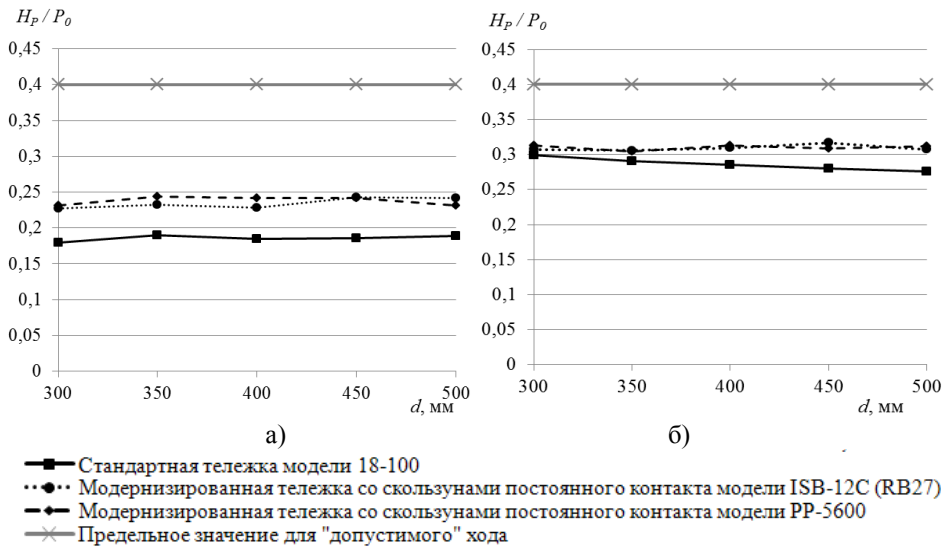 H_P / P_0
0,45
0,4
0,35
0,3
0,25
0,2
0,15
0,1
0,05
0
300 350 400 450 500
d, мм
а)
H_P / P_0
0,45
0,4
0,35
0,3
0,25
0,2
0,15
0,1
0,05
0
300 350 400 450 500
d, мм
б)
Стандартная тележка модели 18-100
Модернизированная тележка со скользунами постоянного контакта модели ISB-12C (RB27)
Модернизированная тележка со скользунами постоянного контакта модели PP-5600
Предельное значение для "допустимого" хода